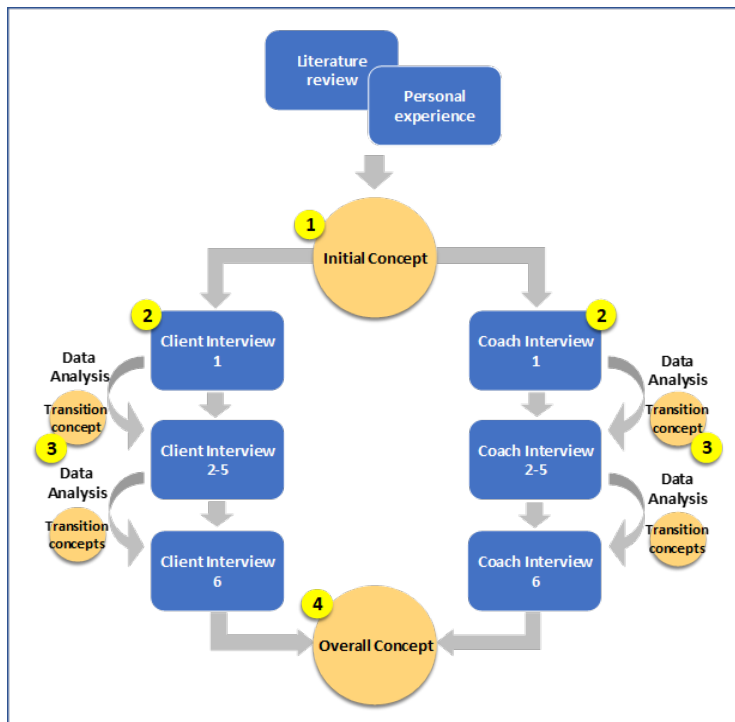 Literature
review
Personal
experience
1
Initial Concept
2
Client Interview
1
2
Coach Interview
1
Data
Analysis
Transition
concept
3
Data
Analysis
Transition
concept
3
Client Interview
2-5
Coach Interview
2-5
Data
Analysis
Transition
concepts
Data
Analysis
Transition
concepts
Client Interview
6
Coach Interview
6
4
Overall Concept